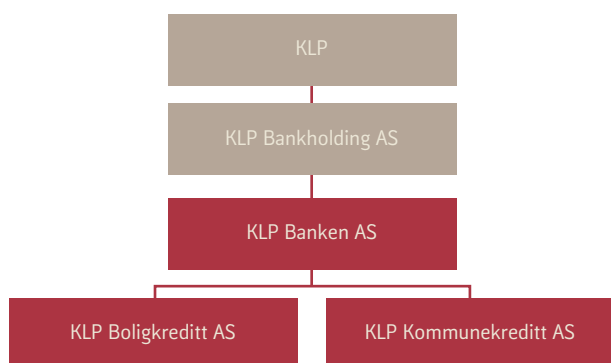 KLP
KLP Bankholding AS
KLP Banken AS
KLP Boligkreditt AS
KLP Kommunekreditt AS